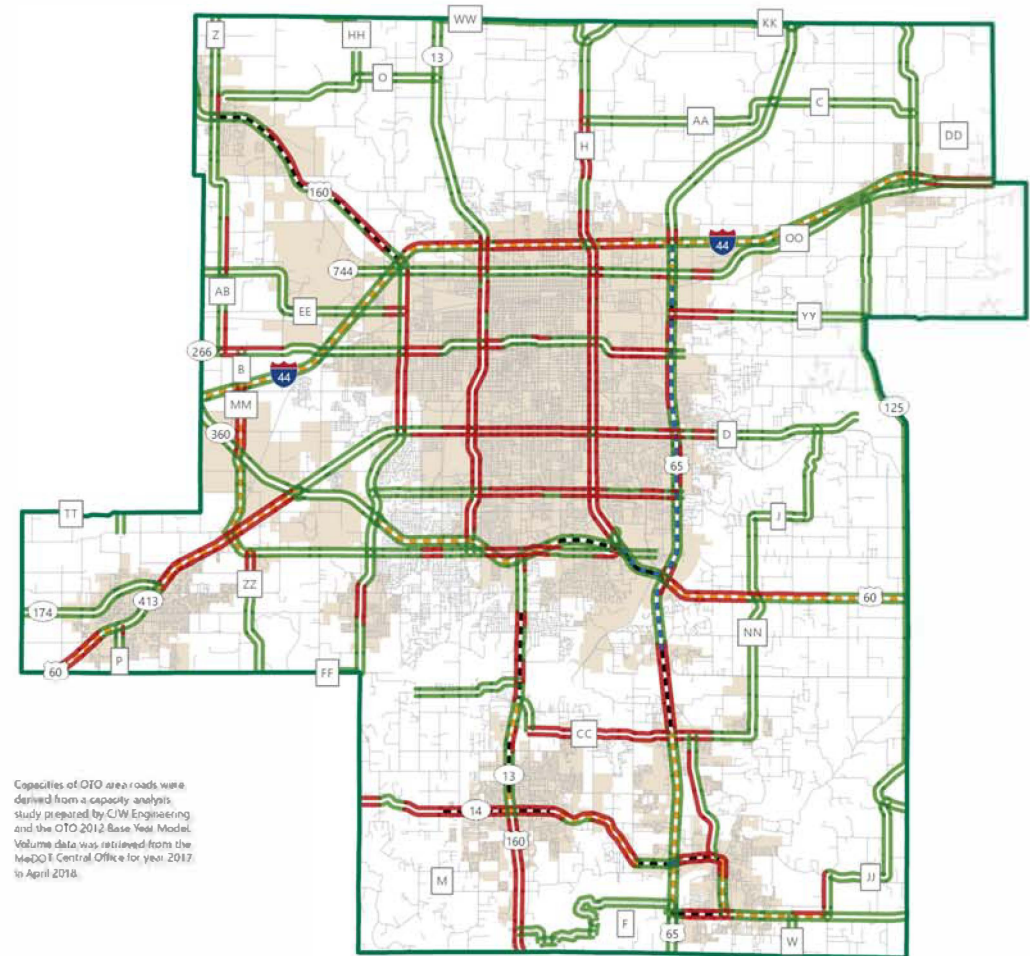 WW
KK
Z
HH
13
O
C
AA
DD
H
160
44
OO
744
AB
EE
YY
266
B
44
MM
125
360
D
65
TT
J
ZZ
413
174
60
NN
P
60
FF
CC
13
14
160
M
JJ
F
W
65
Capacities of OTO area roads were
derived from a capacity analysis
study prepared by CJW Engineering
and the OTO 2012 Base Year Model.
Volume data was retrieved from the
MoDOT Central Office for year 2017
in April 2018.